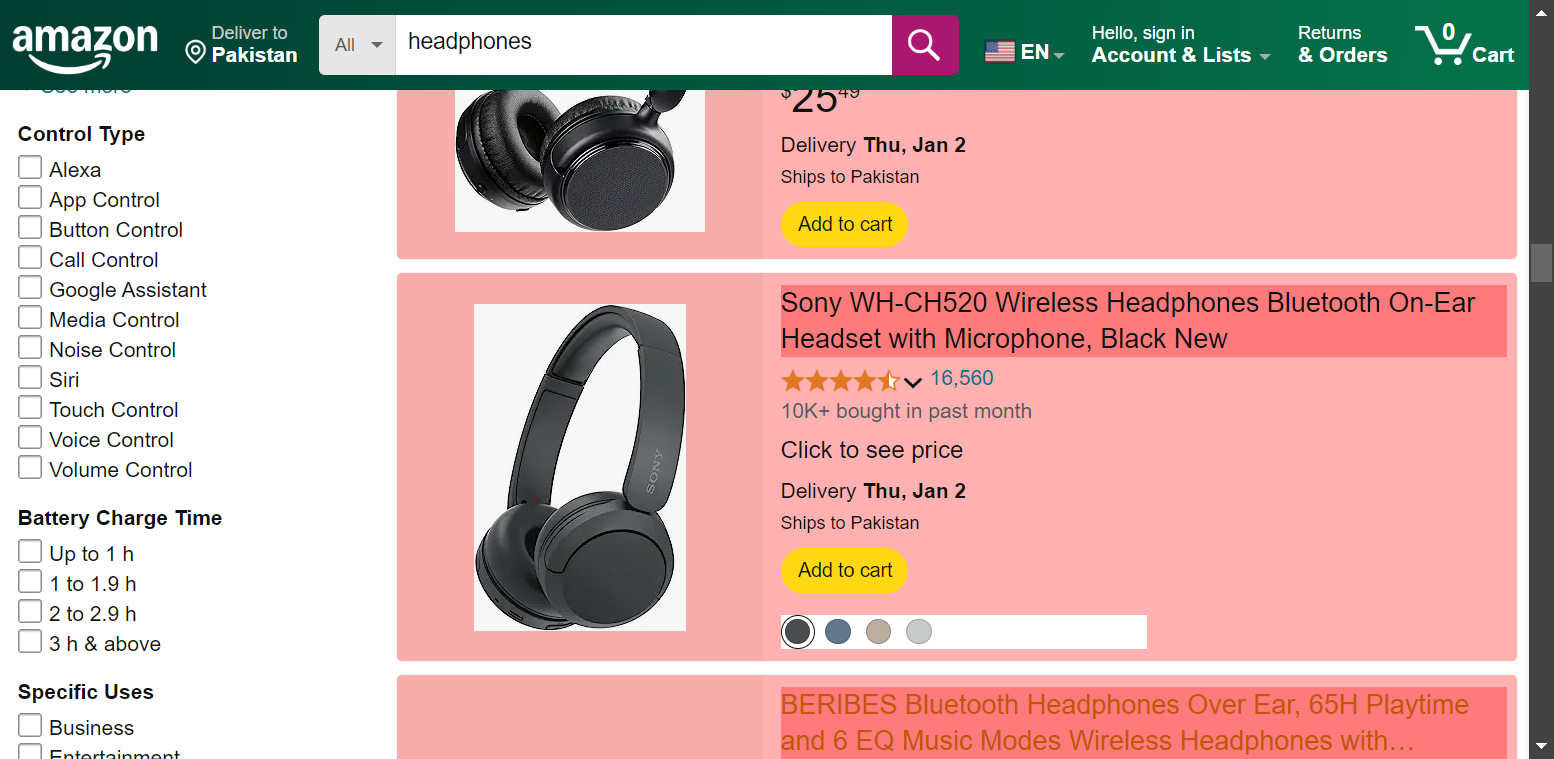 amazon
Deliver to
Pakistan
All
headphones
EN
Hello, sign in
Account & Lists
Returns
& Orders
0
Cart
See more
Control Type
Alexa
App Control
Button Control
Call Control
Google Assistant
Media Control
Noise Control
Siri
Touch Control
Voice Control
Volume Control
Battery Charge Time
Up to 1 h
1 to 1.9 h
2 to 2.9 h
3 h & above
Specific Uses
Business
Entertainment
$25 49
Delivery Thu, Jan 2
Ships to Pakistan
Add to cart
SONY
Sony WH-CH520 Wireless Headphones Bluetooth On-Ear
Headset with Microphone, Black New
16,560
10K+ bought in past month
Click to see price
Delivery Thu, Jan 2
Ships to Pakistan
Add to cart
BERIBES Bluetooth Headphones Over Ear, 65H Playtime
and 6 EQ Music Modes Wireless Headphones with…